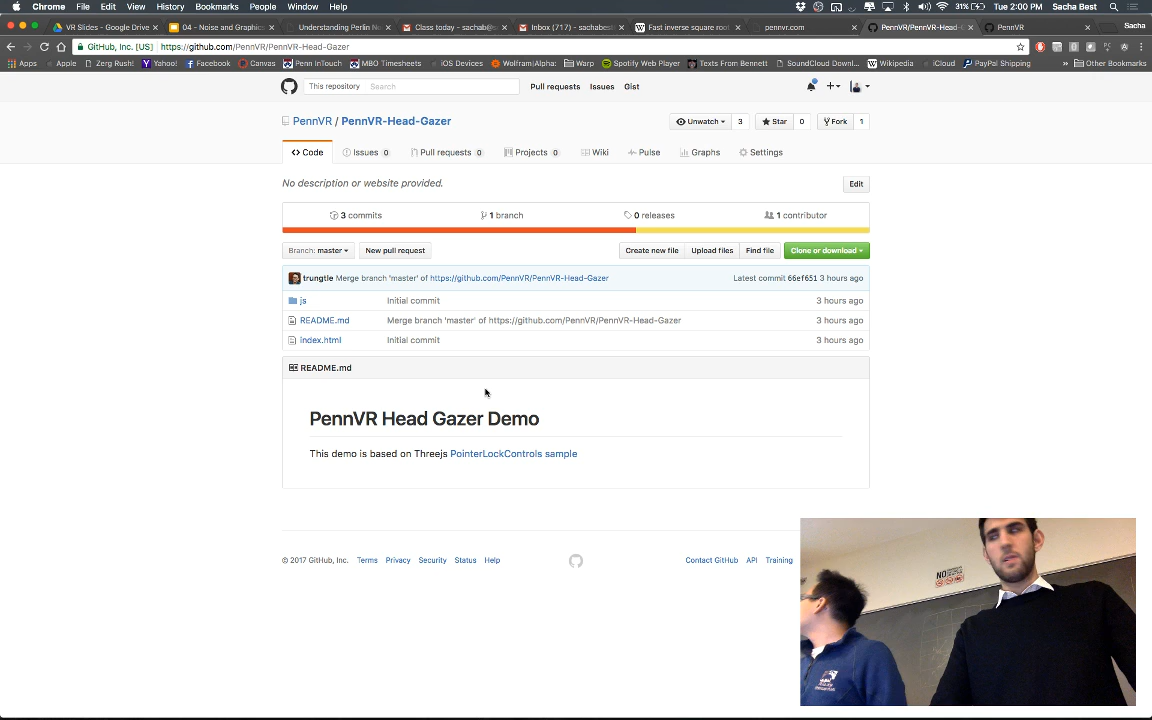 Chrome File Edit View History Bookmarks People Window Help 31% Tue 2:00 PM Sacha Best
VR Slides - Google Drive 04 - Noise and Graphics Understanding Perlin N Class today - sachab@s Inbox (717) - sachabest Fast inverse square root pennvr.com PennVR/PennVR-Head- PennVR Sacha
GitHub, Inc. [US] https://github.com/PennVR/PennVR-Head-Gazer
Apps Apple Zerg Rush! Yahoo! Facebook Canvas Penn InTouch MBO Timesheets iOS Devices Wolfram|Alpha: Warp Spotify Web Player Texts From Bennett SoundCloud Downl... Wikipedia iCloud PayPal Shipping » Other Bookmarks
This repository Search Pull requests Issues Gist
PennVR / PennVR-Head-Gazer Unwatch 3 Star 0 Fork 1
Code Issues 0 Pull requests 0 Projects 0 Wiki Pulse Graphs Settings
No description or website provided. Edit
3 commits 1 branch 0 releases 1 contributor
Branch: master New pull request Create new file Upload files Find file Clone or download
trungtle Merge branch 'master' of https://github.com/PennVR/PennVR-Head-Gazer Latest commit 66ef651 3 hours ago
js Initial commit 3 hours ago
README.md Merge branch 'master' of https://github.com/PennVR/PennVR-Head-Gazer 3 hours ago
index.html Initial commit 3 hours ago
README.md
PennVR Head Gazer Demo
This demo is based on Threejs PointerLockControls sample
© 2017 GitHub, Inc. Terms Privacy Security Status Help Contact GitHub API Training
NO